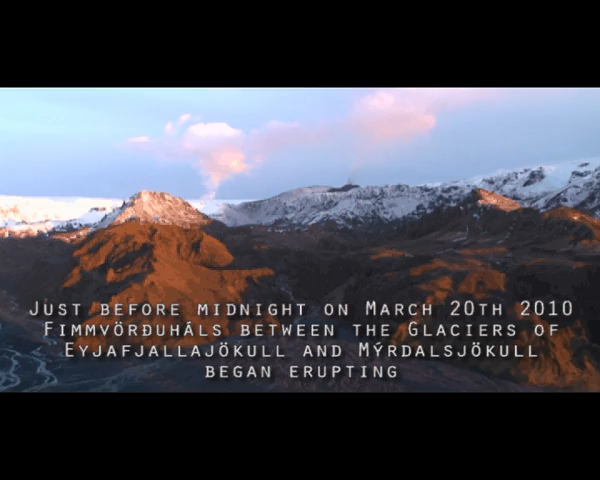 Just before midnight on March 20th 2010
Fimmvörðuháls between the Glaciers of
Eyjafjallajökull and Mýrdalsjökull
began erupting